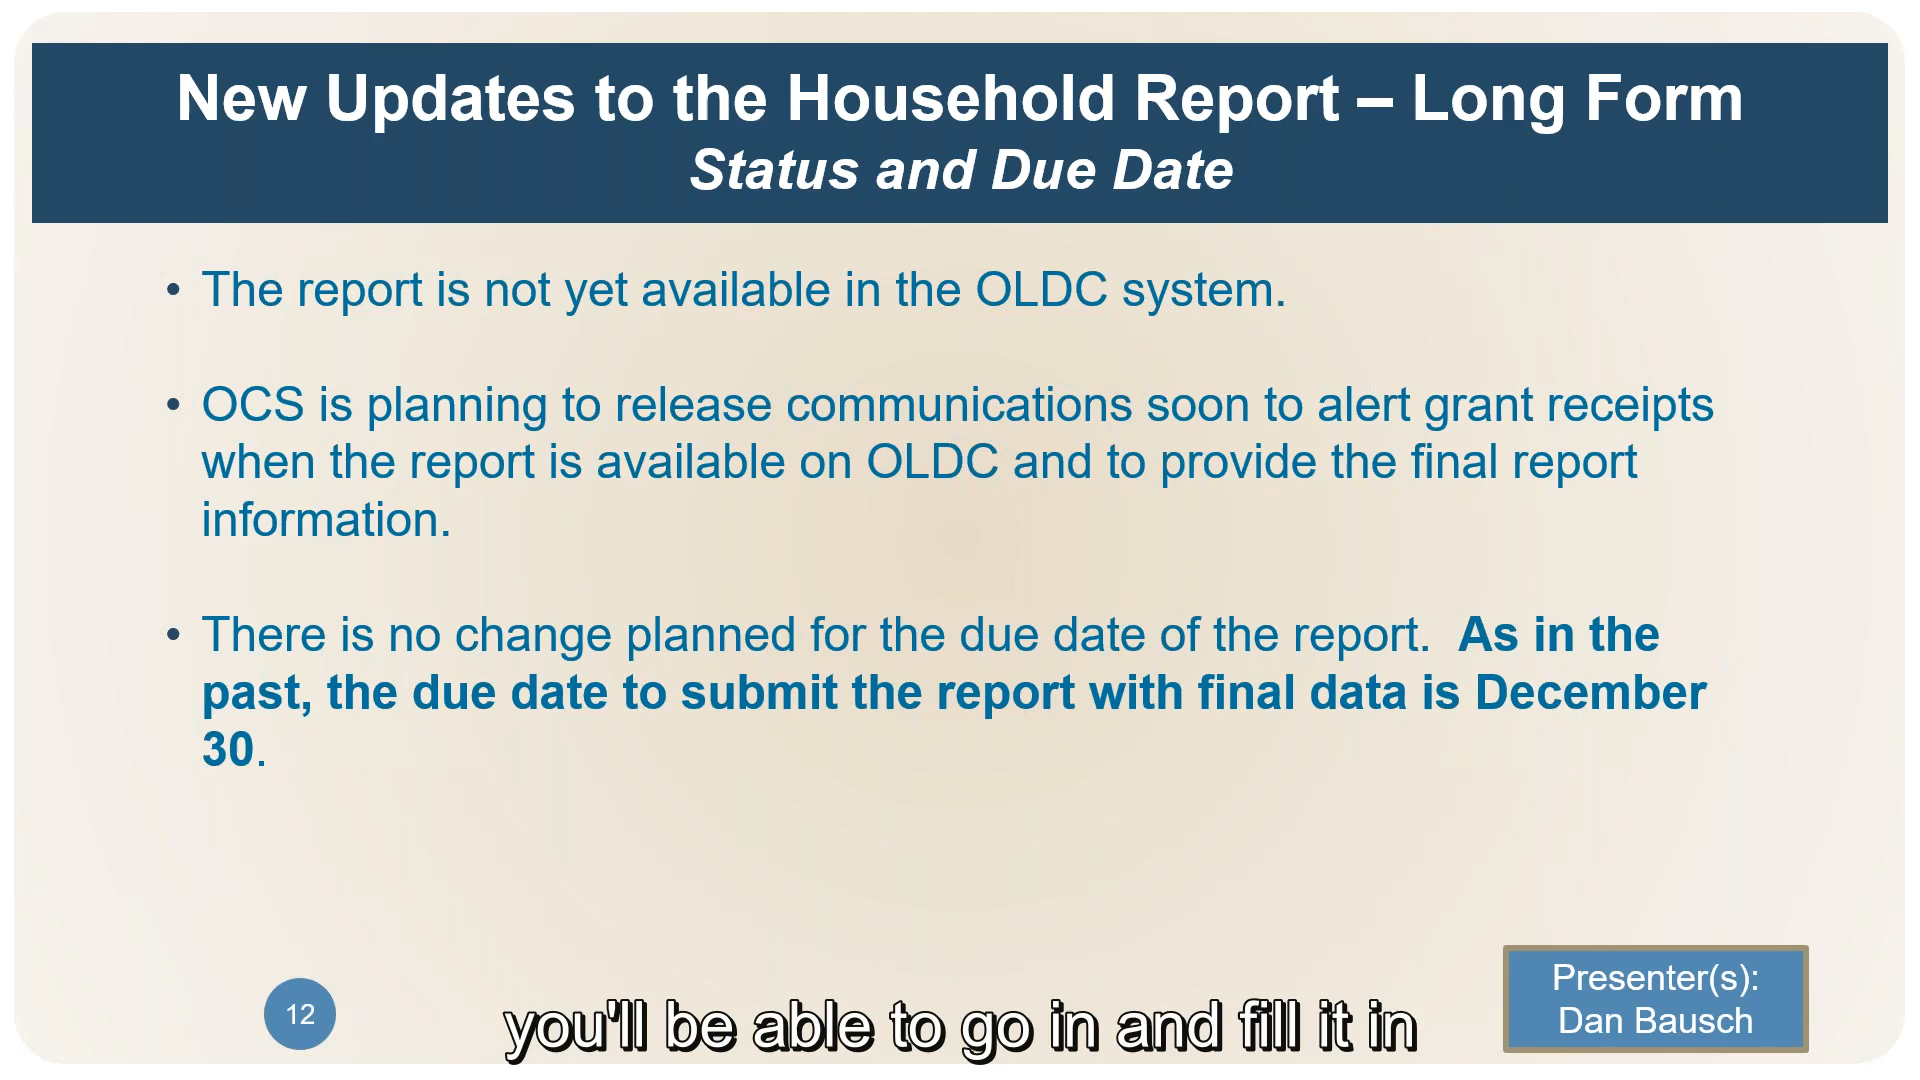 New Updates to the Household Report – Long Form
Status and Due Date
• The report is not yet available in the OLDC system.
• OCS is planning to release communications soon to alert grant receipts
when the report is available on OLDC and to provide the final report
information.
• There is no change planned for the due date of the report.  As in the
past, the due date to submit the report with final data is December
30.
12
you'll be able to go in and fill it in
Presenter(s):
Dan Bausch